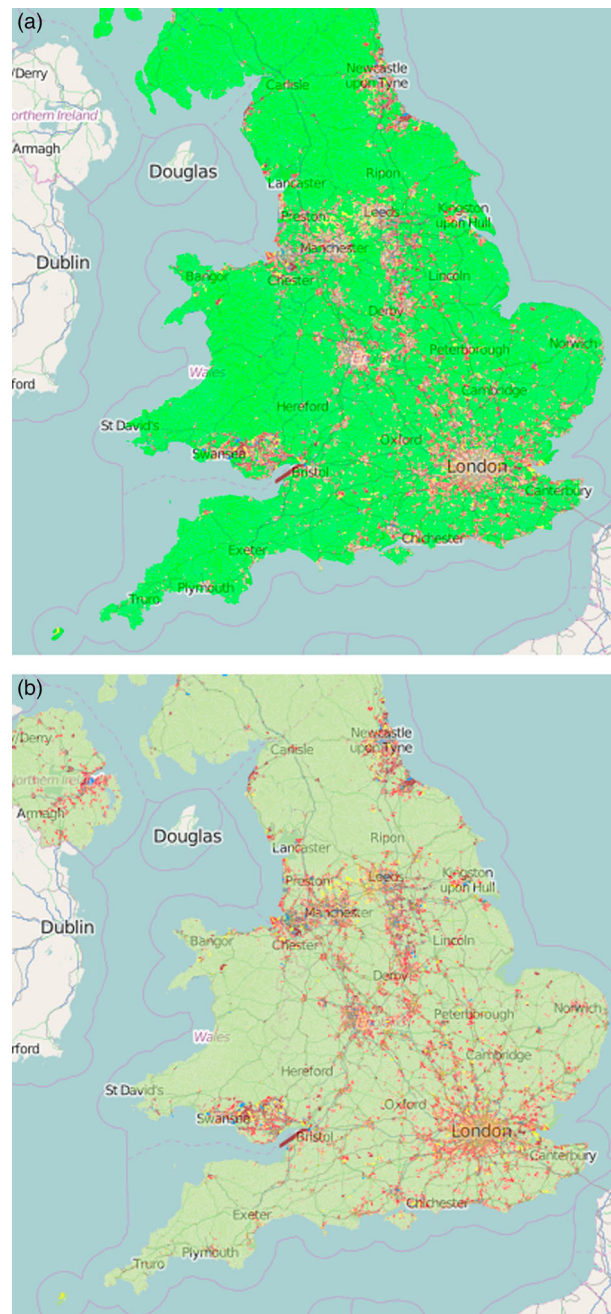 (a)
/Derry
Newcastle
upon Tyne
Carlisle
Northern Ireland
Armagh
Douglas
Ripon
Lancaster
Preston
Leeds
Kingston
upon Hull
Manchester
Dublin
Bangor
Chester
Lincoln
Derby
Wales
England
Peterborough
Norwich
Cambridge
Hereford
St David's
Oxford
Swansea
London
Bristol
Canterbury
Chichester
Exeter
Plymouth
Truro
(b)
/Derry
Newcastle
upon Tyne
Carlisle
Northern Ireland
Armagh
Douglas
Ripon
Lancaster
Preston
Leeds
Kingston
upon Hull
Manchester
Dublin
Bangor
Chester
Lincoln
Derby
Wales
England
Peterborough
Norwich
Cambridge
Hereford
St David's
Oxford
Swansea
London
Bristol
Canterbury
Chichester
Exeter
Plymouth
Truro